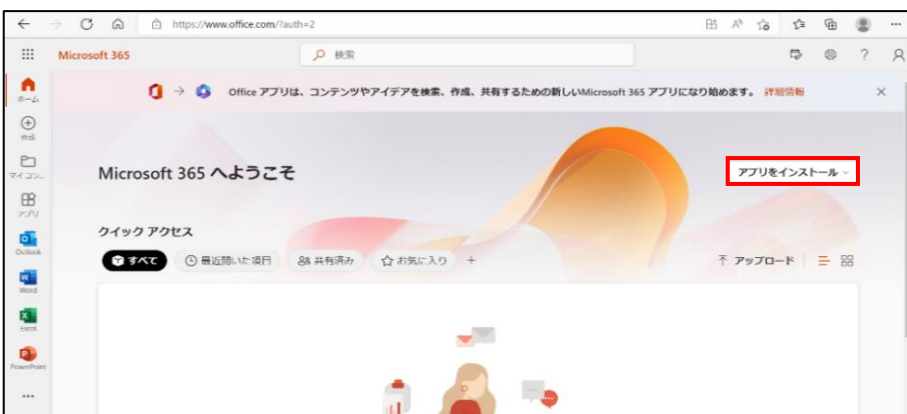 https://www.office.com/?auth=2
Microsoft 365
検索
Office アプリは、コンテンツやアイデアを検索、作成、共有するための新しいMicrosoft 365 アプリになり始めます。 詳細情報
ホーム
作成
マイ コン...
アプリ
Outlook
Word
Excel
PowerPoint
Microsoft 365 へようこそ
アプリをインストール
クイック アクセス
すべて
最近開いた項目
共有済み
お気に入り
アップロード